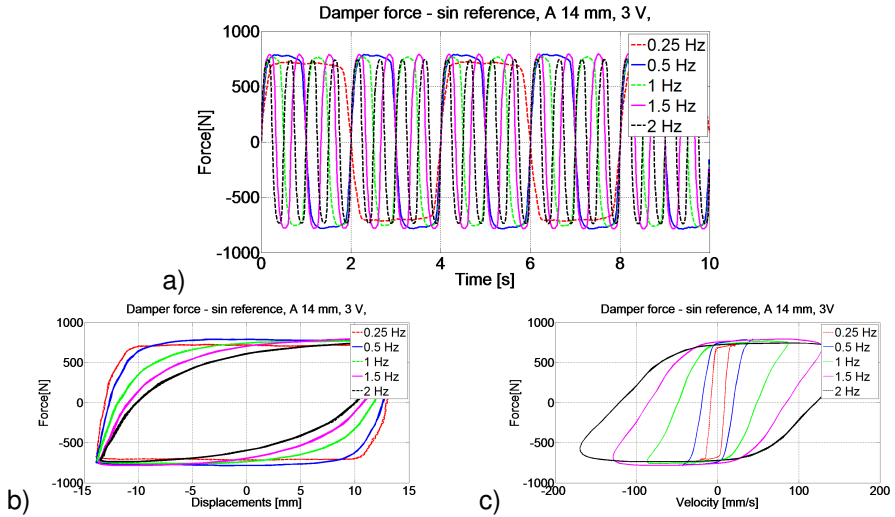 Damper force - sin reference, A 14 mm, 3 V,
1000
500
0
-500
-1000
Force[N]
0 2 4 6 8 10
Time [s]
0.25 Hz
0.5 Hz
1 Hz
1.5 Hz
2 Hz
a)
Damper force - sin reference, A 14 mm, 3 V,
1000
500
0
-500
-1000
Force[N]
-15 -10 -5 0 5 10 15
Displacements [mm]
0.25 Hz
0.5 Hz
1 Hz
1.5 Hz
2 Hz
b)
Damper force - sin reference, A 14 mm, 3V
1000
500
0
-500
-1000
Force[N]
-200 -100 0 100 200
Velocity [mm/s]
0.25 Hz
0.5 Hz
1 Hz
1.5 Hz
2 Hz
c)